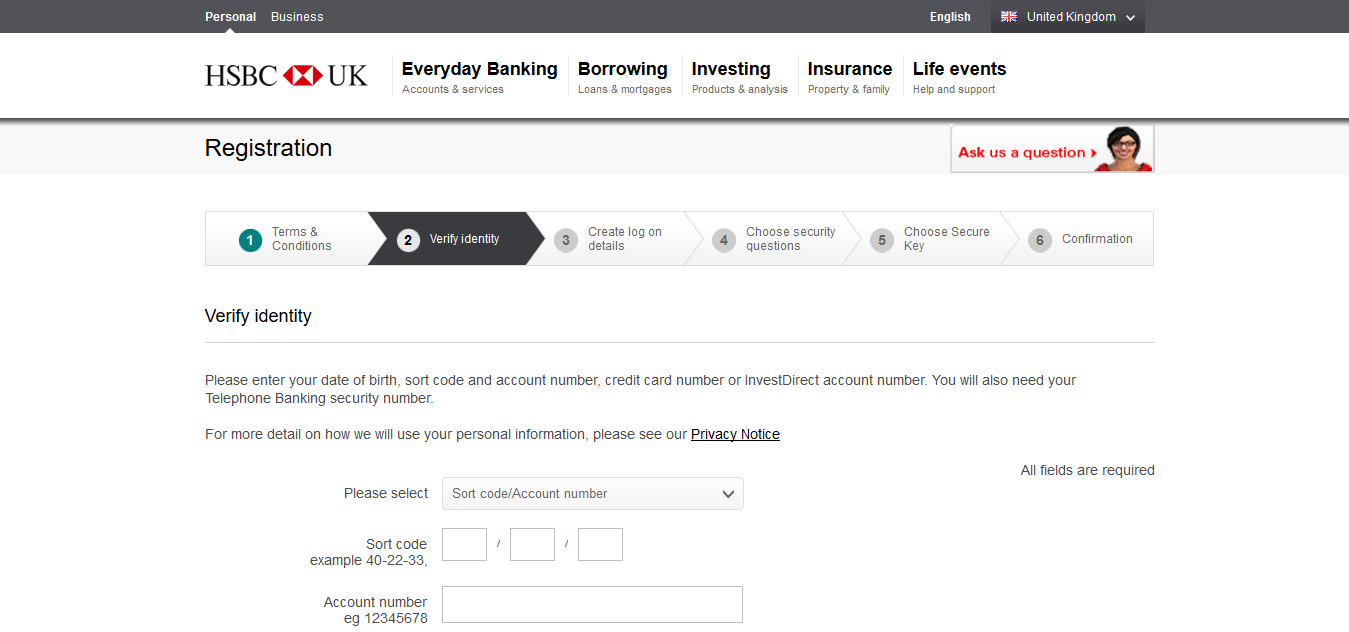 Personal Business English United Kingdom
HSBC UK
Everyday Banking
Accounts & services
Borrowing
Loans & mortgages
Investing
Products & analysis
Insurance
Property & family
Life events
Help and support
Registration
Ask us a question
1 Terms &
Conditions
2 Verify identity
3 Create log on
details
4 Choose security
questions
5 Choose Secure
Key
6 Confirmation
Verify identity
Please enter your date of birth, sort code and account number, credit card number or InvestDirect account number. You will also need your
Telephone Banking security number.
For more detail on how we will use your personal information, please see our Privacy Notice
All fields are required
Please select Sort code/Account number
Sort code / /
example 40-22-33,
Account number
eg 12345678